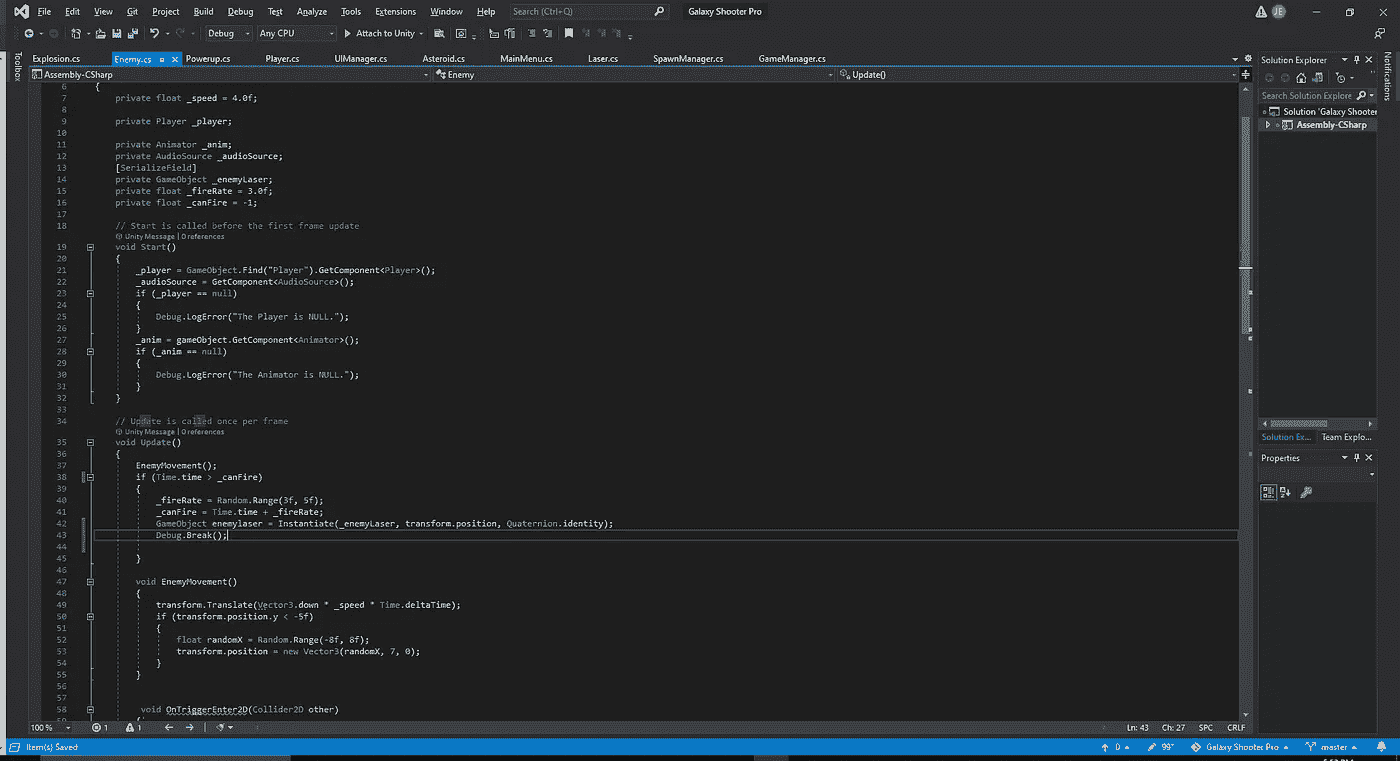 File Edit View Git Project Build Debug Test Analyze Tools Extensions Window Help Search (Ctrl+Q) Galaxy Shooter Pro JE
Debug Any CPU Attach to Unity
Explosion.cs Enemy.cs Powerup.cs Player.cs UIManager.cs Asteroid.cs MainMenu.cs Laser.cs SpawnManager.cs GameManager.cs
Assembly-CSharp Enemy Update()
Toolbox
6 {
7 private float _speed = 4.0f;
8
9 private Player _player;
10
11 private Animator _anim;
12 private AudioSource _audioSource;
13 [SerializeField]
14 private GameObject _enemyLaser;
15 private float _fireRate = 3.0f;
16 private float _canFire = -1;
17
18 // Start is called before the first frame update
Unity Message | 0 references
19 void Start()
20 {
21 _player = GameObject.Find("Player").GetComponent<Player>();
22 _audioSource = GetComponent<AudioSource>();
23 if (_player == null)
24 {
25 Debug.LogError("The Player is NULL.");
26 }
27 _anim = gameObject.GetComponent<Animator>();
28 if (_anim == null)
29 {
30 Debug.LogError("The Animator is NULL.");
31 }
32 }
33
34 // Update is called once per frame
Unity Message | 0 references
35 void Update()
36 {
37 EnemyMovement();
38 if (Time.time > _canFire)
39 {
40 _fireRate = Random.Range(3f, 5f);
41 _canFire = Time.time + _fireRate;
42 GameObject enemylaser = Instantiate(_enemyLaser, transform.position, Quaternion.identity);
43 Debug.Break();
44
45 }
46
47 void EnemyMovement()
48 {
49 transform.Translate(Vector3.down * _speed * Time.deltaTime);
50 if (transform.position.y < -5f)
51 {
52 float randomX = Random.Range(-8f, 8f);
53 transform.position = new Vector3(randomX, 7, 0);
54 }
55 }
56
57
58 void OnTriggerEnter2D(Collider2D other)
Solution Explorer
Search Solution Explore
Solution 'Galaxy Shooter
Assembly-CSharp
Solution Ex... Team Explo...
Properties
Notifications
100 % 1 1 Ln: 43 Ch: 27 SPC CRLF
Item(s) Saved 0 99+ Galaxy Shooter Pro master